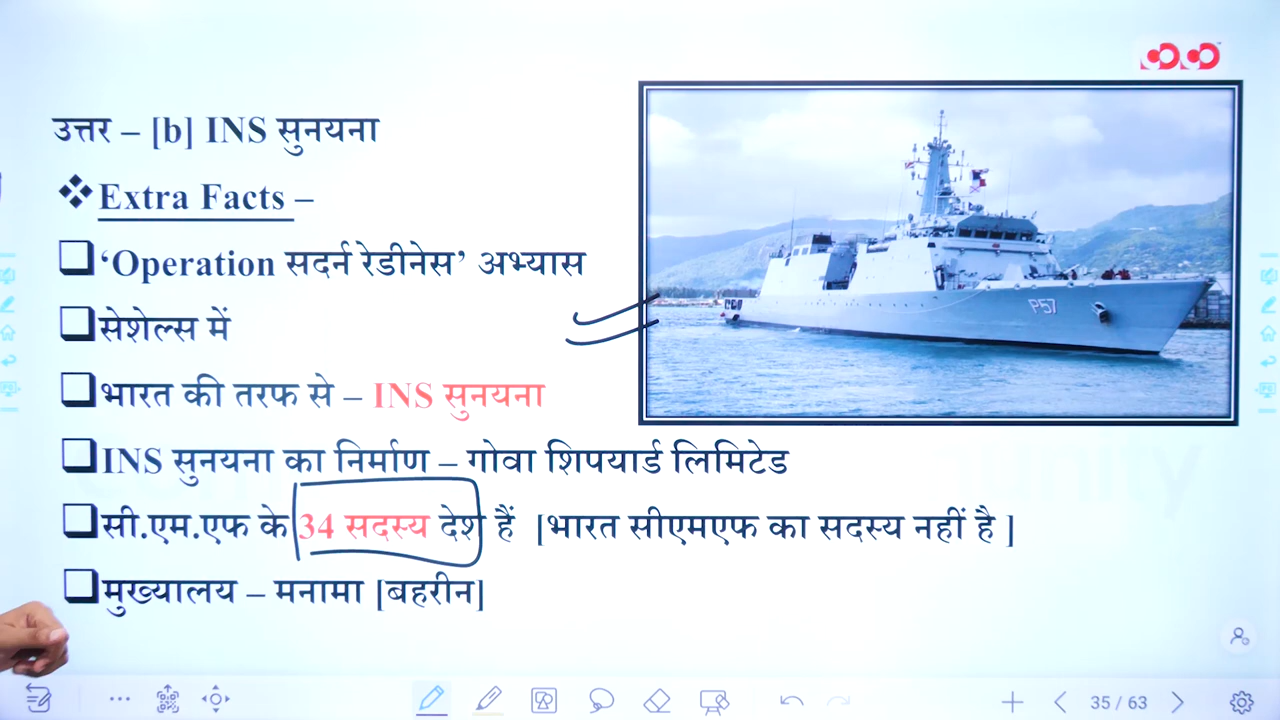 उत्तर – [b] INS सुनयना
Extra Facts –
‘Operation सदर्न रेडीनेस’ अभ्यास
सेशेल्स में
भारत की तरफ से – INS सुनयना
INS सुनयना का निर्माण – गोवा शिपयार्ड लिमिटेड
सी.एम.एफ के 34 सदस्य देश हैं [भारत सीएमएफ का सदस्य नहीं है ]
मुख्यालय – मनामा [बहरीन]
P57
35 / 63